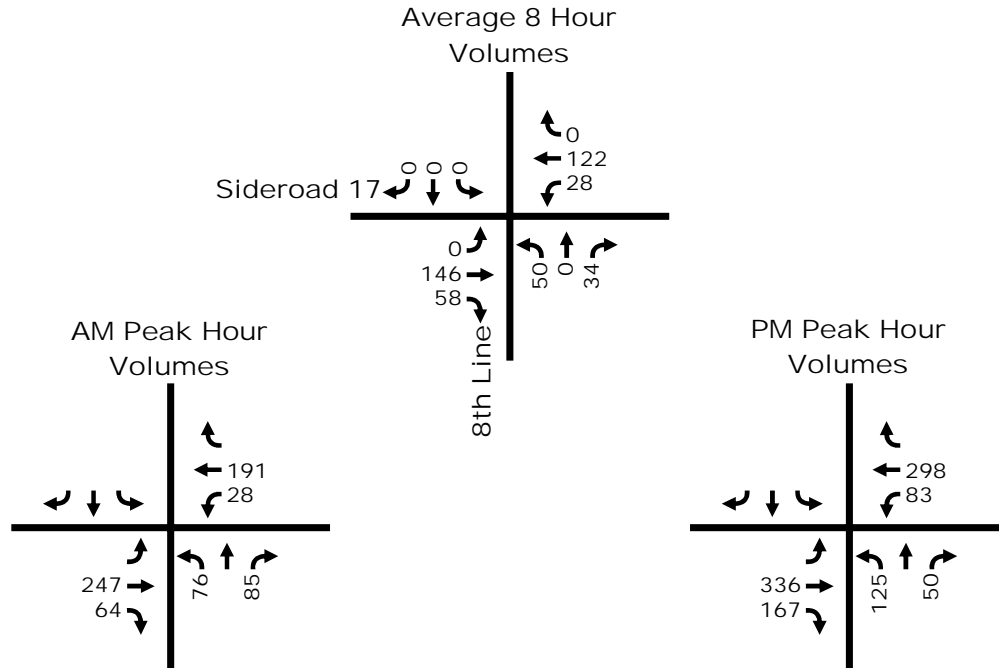 Average 8 Hour
Volumes
0
122
28
0 0 0
Sideroad 17
0
146
58
50 0 34
8th Line
AM Peak Hour
Volumes
191
28
247
64
76 85
PM Peak Hour
Volumes
298
83
336
167
125 50